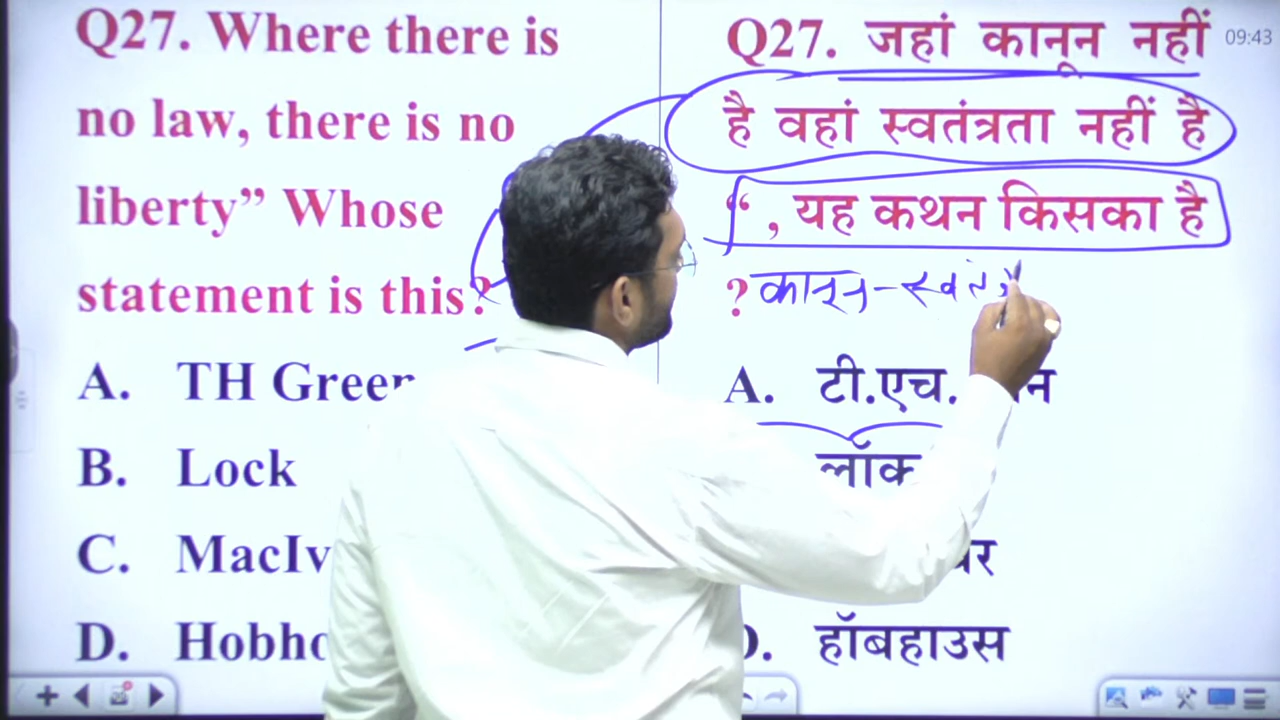 Q27. Where there is
no law, there is no
liberty” Whose
statement is this?
A. TH Green
B. Lock
C. MacIv
D. Hobho
Q27. जहां कानून नहीं
है वहां स्वतंत्रता नहीं है
“, यह कथन किसका है
? कानून - स्वतं
A. टी.एच.
लॉक
D. हॉबहाउस
09:43